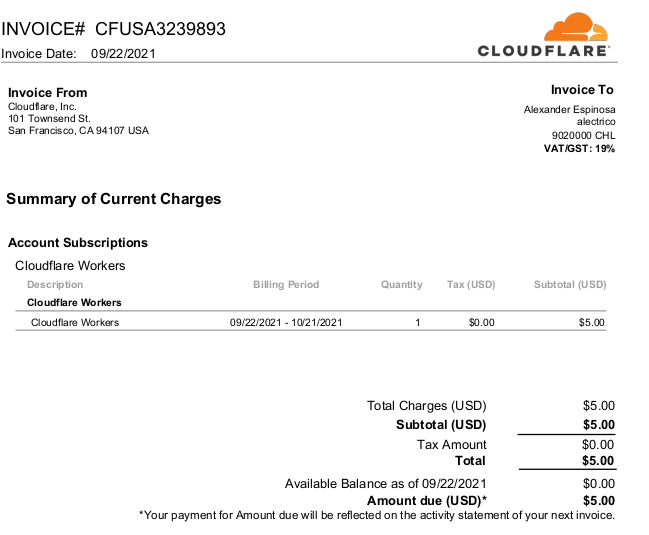 INVOICE# CFUSA3239893
Invoice Date: 09/22/2021
CLOUDFLARE
Invoice From
Cloudflare, Inc.
101 Townsend St.
San Francisco, CA 94107 USA
Invoice To
Alexander Espinosa
alectrico
9020000 CHL
VAT/GST: 19%
Summary of Current Charges
Account Subscriptions
Cloudflare Workers
Description Billing Period Quantity Tax (USD) Subtotal (USD)
Cloudflare Workers
Cloudflare Workers 09/22/2021 - 10/21/2021 1 $0.00 $5.00
Total Charges (USD) $5.00
Subtotal (USD) $5.00
Tax Amount $0.00
Total $5.00
Available Balance as of 09/22/2021 $0.00
Amount due (USD)* $5.00
*Your payment for Amount due will be reflected on the activity statement of your next invoice.